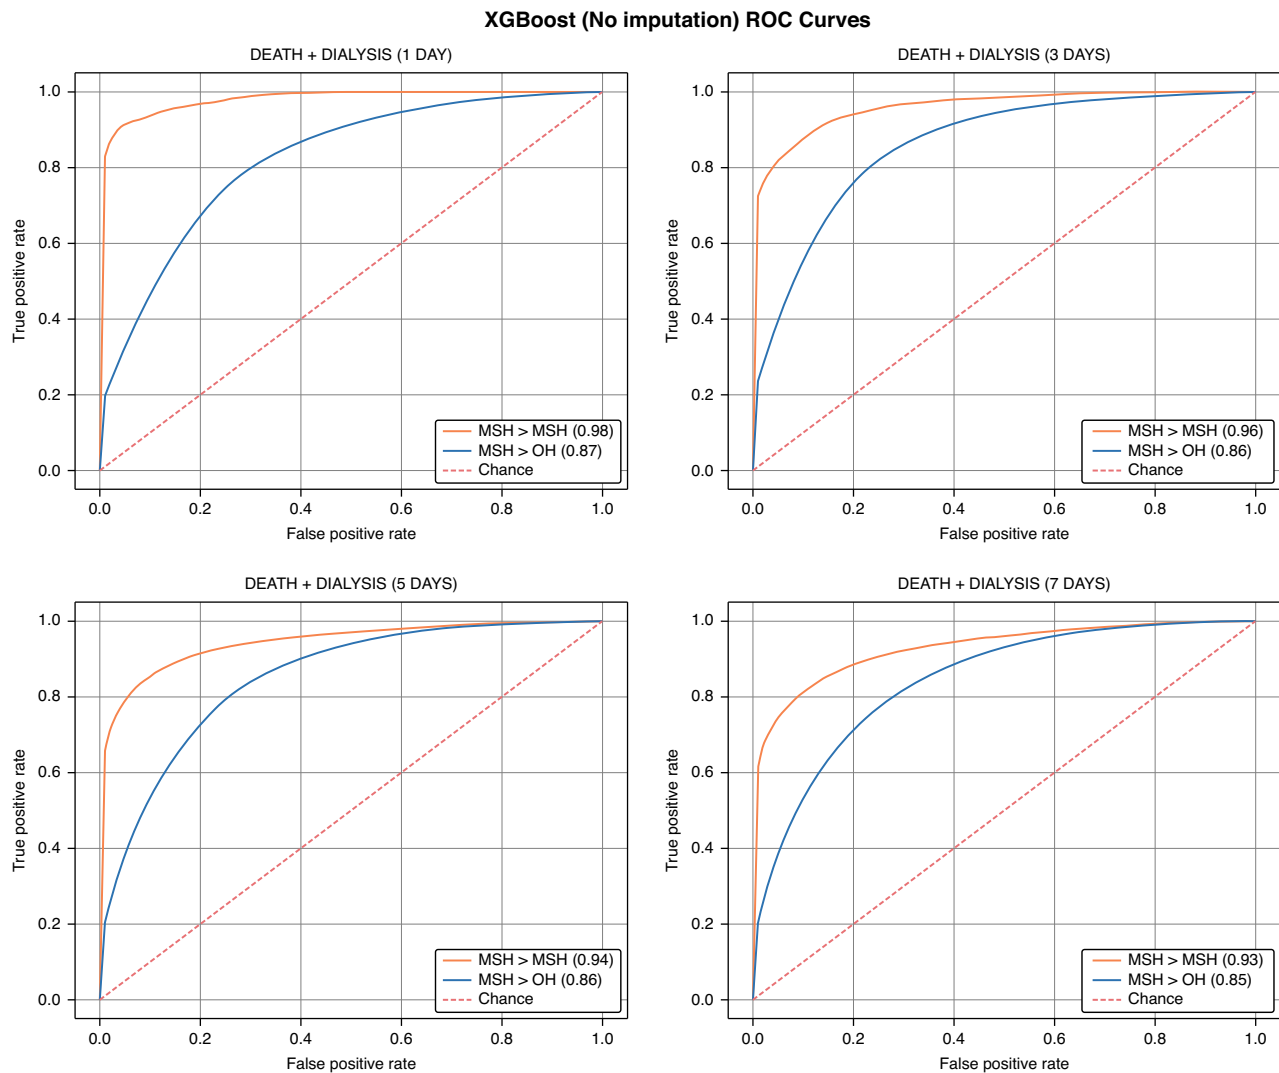 XGBoost (No imputation) ROC Curves
DEATH + DIALYSIS (1 DAY)
1.0
0.8
0.6
0.4
0.2
0.0
True positive rate
MSH > MSH (0.98)
MSH > OH (0.87)
Chance
0.0 0.2 0.4 0.6 0.8 1.0
False positive rate
DEATH + DIALYSIS (3 DAYS)
1.0
0.8
0.6
0.4
0.2
0.0
True positive rate
MSH > MSH (0.96)
MSH > OH (0.86)
Chance
0.0 0.2 0.4 0.6 0.8 1.0
False positive rate
DEATH + DIALYSIS (5 DAYS)
1.0
0.8
0.6
0.4
0.2
0.0
True positive rate
MSH > MSH (0.94)
MSH > OH (0.86)
Chance
0.0 0.2 0.4 0.6 0.8 1.0
False positive rate
DEATH + DIALYSIS (7 DAYS)
1.0
0.8
0.6
0.4
0.2
0.0
True positive rate
MSH > MSH (0.93)
MSH > OH (0.85)
Chance
0.0 0.2 0.4 0.6 0.8 1.0
False positive rate